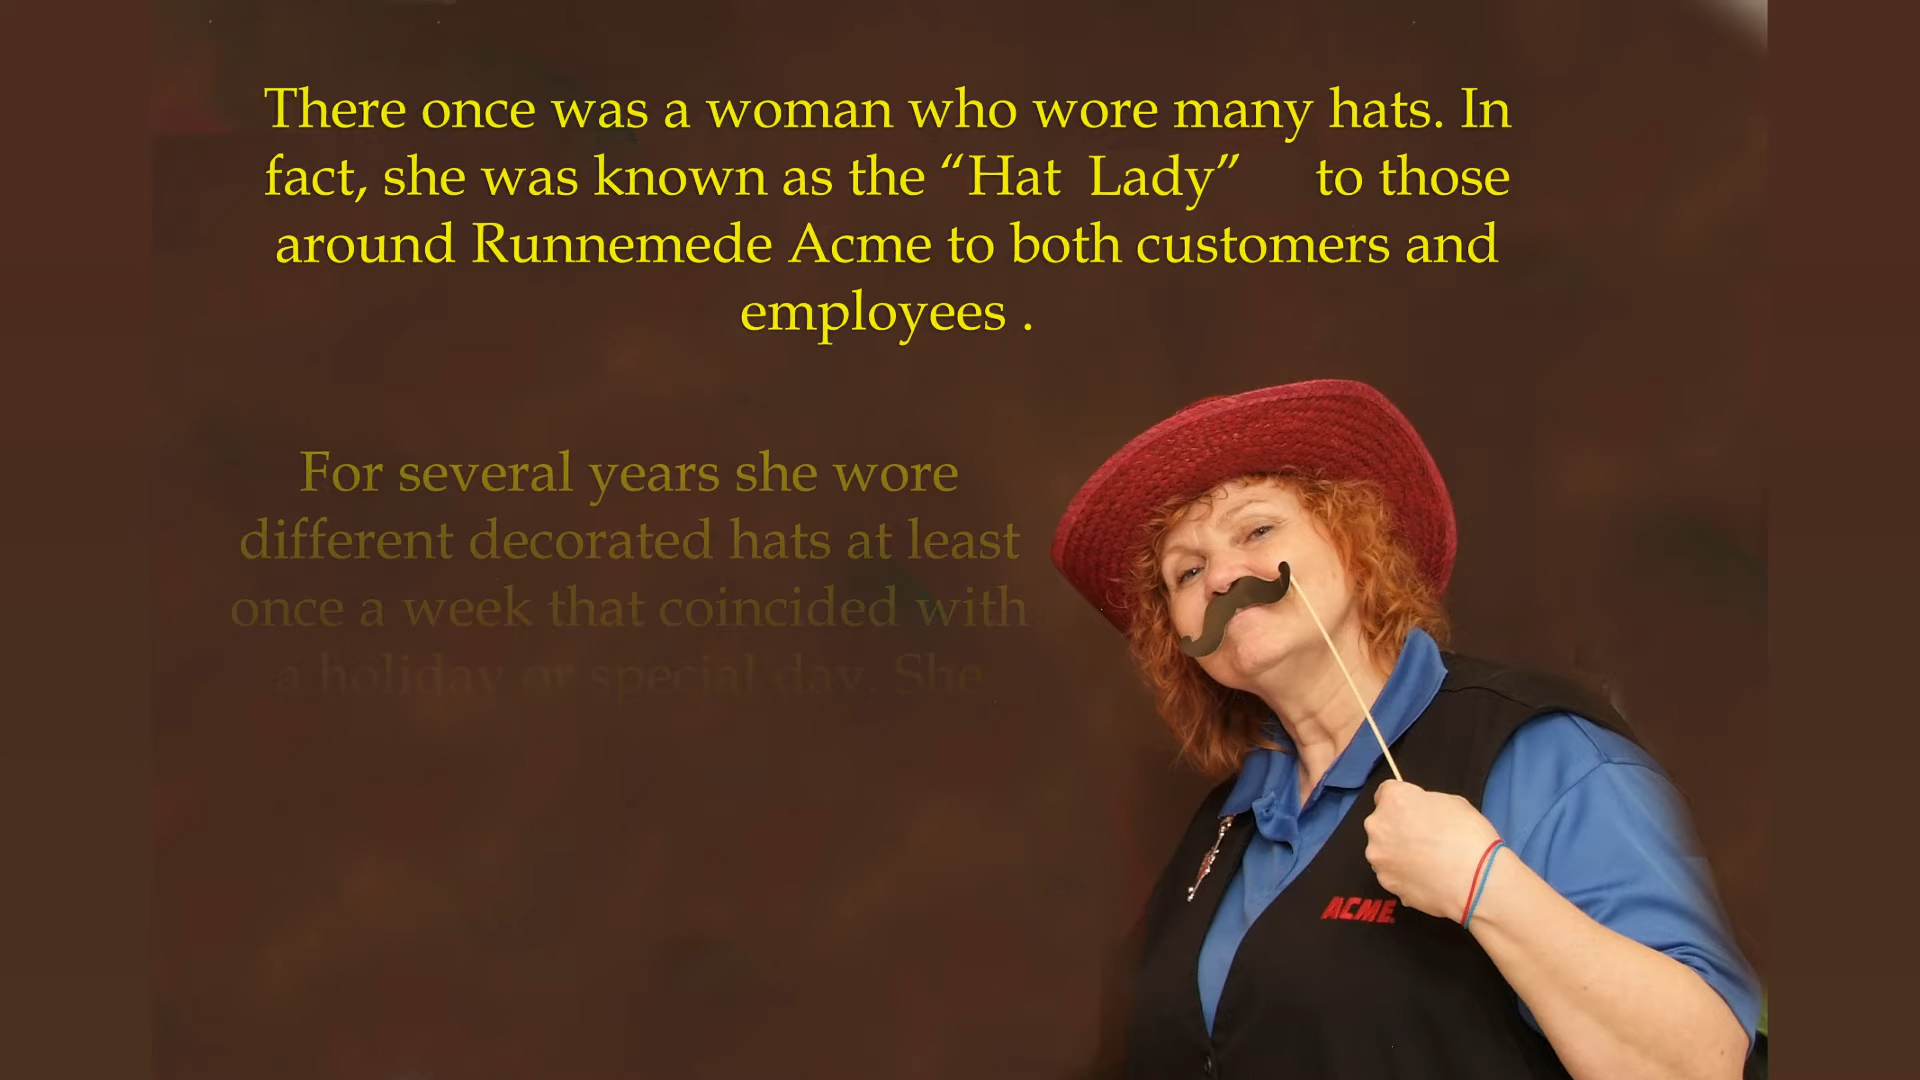 There once was a woman who wore many hats. In
fact, she was known as the “Hat Lady” to those
around Runnemede Acme to both customers and
employees .
For several years she wore
different decorated hats at least
once a week that coincided with
a holiday or special day. She
ACME